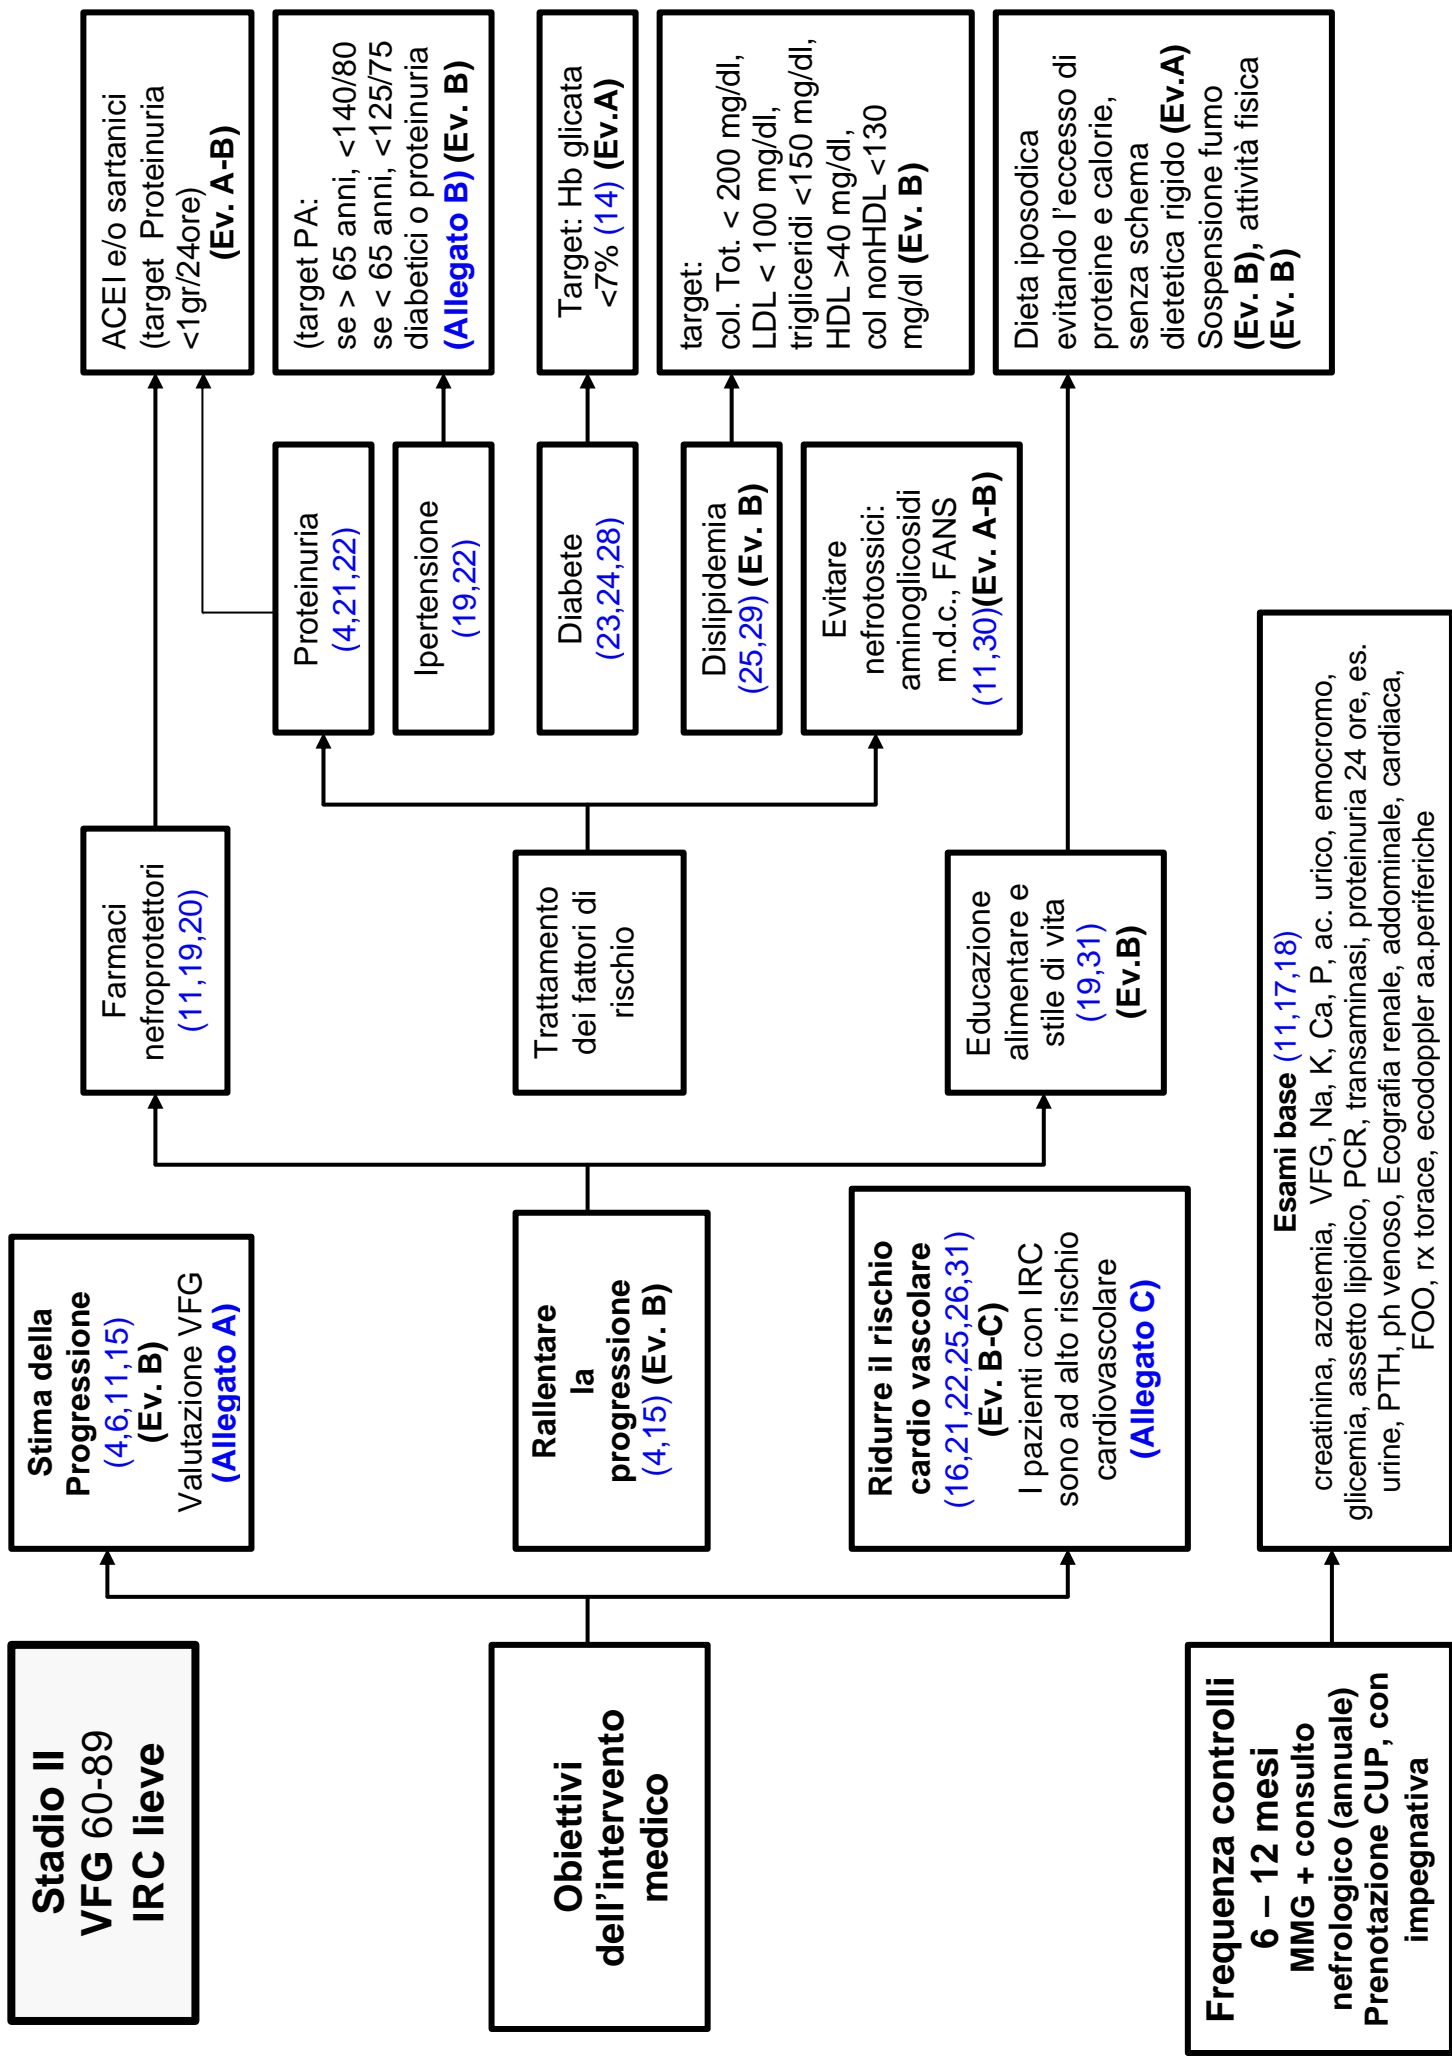 Stadio II
VFG 60-89
IRC lieve
Obiettivi
dell'intervento
medico
Frequenza controlli
6 – 12 mesi
MMG + consulto
nefrologico (annuale)
Prenotazione CUP, con
impegnativa
Stima della
Progressione
(4,6,11,15)
(Ev. B)
Valutazione VFG
(Allegato A)
Rallentare
la
progressione
(4,15) (Ev. B)
Ridurre il rischio
cardio vascolare
(16,21,22,25,26,31)
(Ev. B-C)
I pazienti con IRC
sono ad alto rischio
cardiovascolare
(Allegato C)
Esami base (11,17,18)
creatinina, azotemia, VFG, Na, K, Ca, P, ac. urico, emocromo,
glicemia, assetto lipidico, PCR, transaminasi, proteinuria 24 ore, es.
urine, PTH, ph venoso, Ecografia renale, addominale, cardiaca,
FOO, rx torace, ecodoppler aa.periferiche
Farmaci
nefroprotettori
(11,19,20)
Trattamento
dei fattori di
rischio
Educazione
alimentare e
stile di vita
(19,31)
(Ev.B)
Proteinuria
(4,21,22)
Ipertensione
(19,22)
Diabete
(23,24,28)
Dislipidemia
(25,29) (Ev. B)
Evitare
nefrotossici:
aminoglicosidi
m.d.c., FANS
(11,30)(Ev. A-B)
ACEI e/o sartanici
(target Proteinuria
<1gr/24ore)
(Ev. A-B)
(target PA:
se > 65 anni, <140/80
se < 65 anni, <125/75
diabetici o proteinuria
(Allegato B) (Ev. B)
Target: Hb glicata
<7% (14) (Ev.A)
target:
col. Tot. < 200 mg/dl,
LDL < 100 mg/dl,
trigliceridi <150 mg/dl,
HDL >40 mg/dl,
col nonHDL <130
mg/dl (Ev. B)
Dieta iposodica
evitando l'eccesso di
proteine e calorie,
senza schema
dietetica rigido (Ev.A)
Sospensione fumo
(Ev. B), attività fisica
(Ev. B)